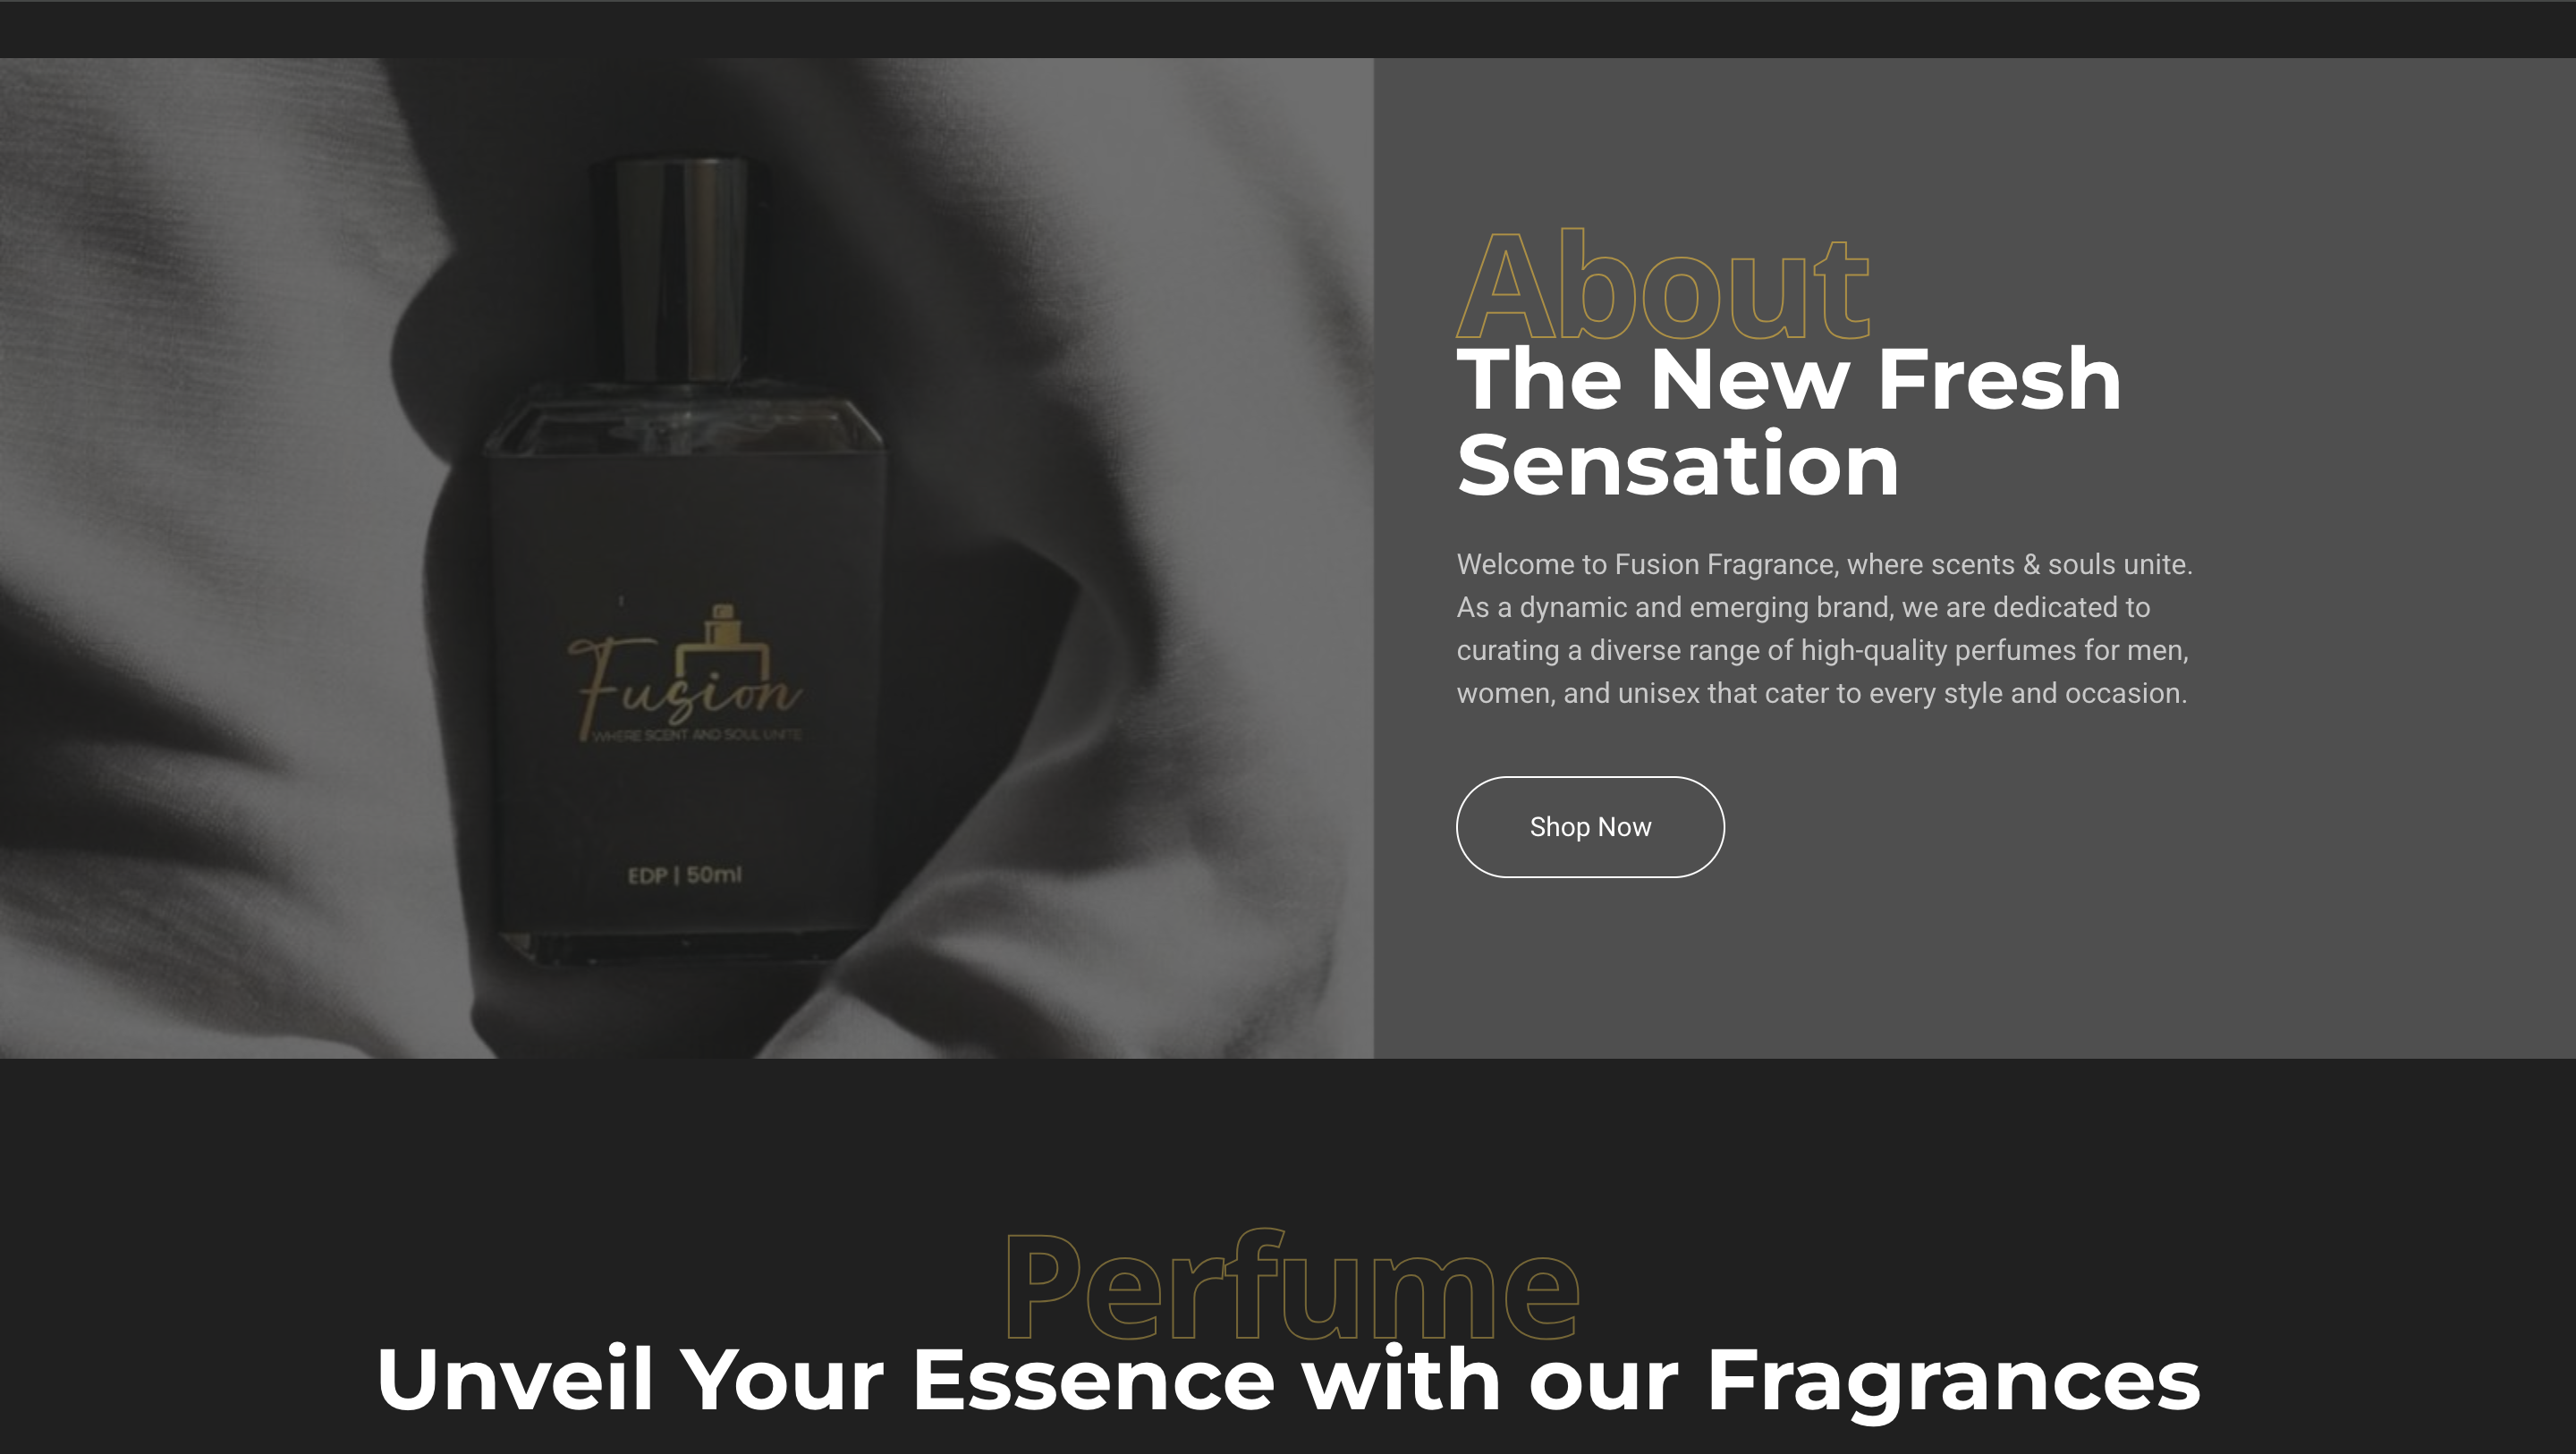 About
The New Fresh
Sensation
Welcome to Fusion Fragrance, where scents & souls unite.
As a dynamic and emerging brand, we are dedicated to
curating a diverse range of high-quality perfumes for men,
women, and unisex that cater to every style and occasion.
Shop Now
Fusion
WHERE SCENT AND SOUL UNITE
EDP | 50ml
Perfume
Unveil Your Essence with our Fragrances